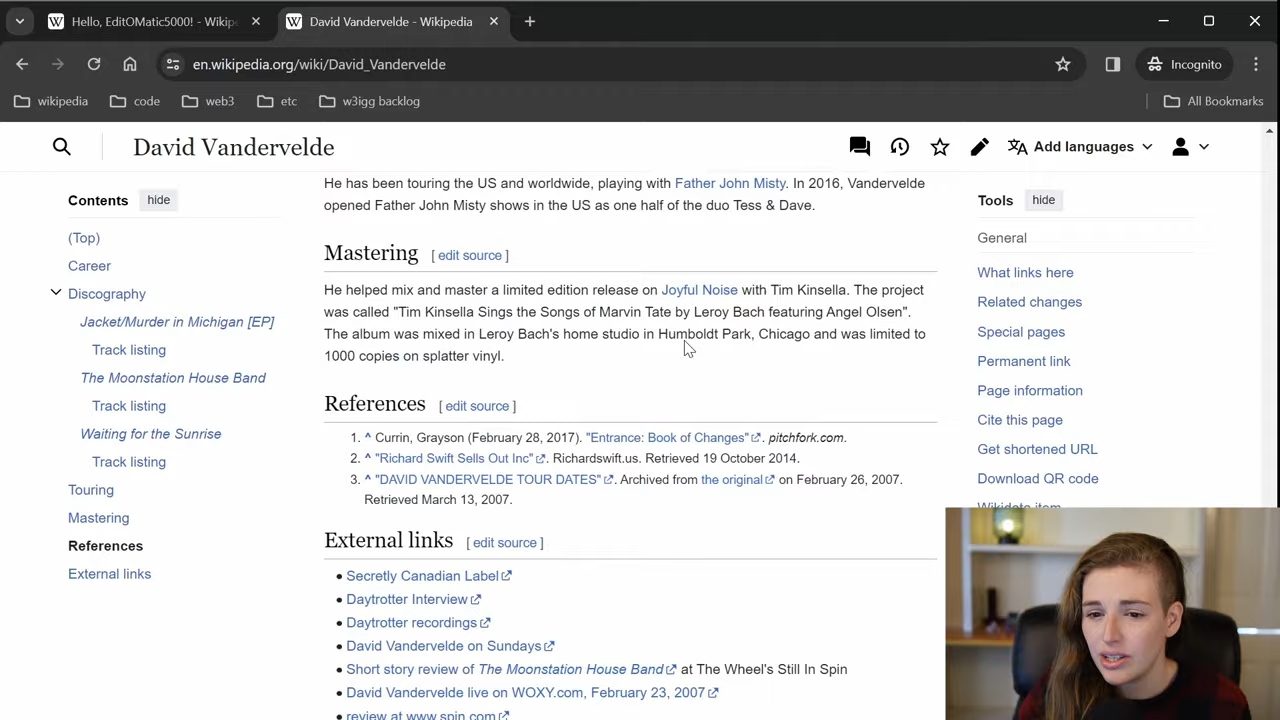 Hello, EditOMatic5000! - Wikip
David Vandervelde - Wikipedia
en.wikipedia.org/wiki/David_Vandervelde
Incognito
wikipedia
code
web3
etc
w3igg backlog
All Bookmarks
David Vandervelde
Add languages
Contents
hide
(Top)
Career
Discography
Jacket/Murder in Michigan [EP]
Track listing
The Moonstation House Band
Track listing
Waiting for the Sunrise
Track listing
Touring
Mastering
References
External links
He has been touring the US and worldwide, playing with Father John Misty. In 2016, Vandervelde
opened Father John Misty shows in the US as one half of the duo Tess & Dave.
Mastering [ edit source ]
He helped mix and master a limited edition release on Joyful Noise with Tim Kinsella. The project
was called "Tim Kinsella Sings the Songs of Marvin Tate by Leroy Bach featuring Angel Olsen".
The album was mixed in Leroy Bach's home studio in Humboldt Park, Chicago and was limited to
1000 copies on splatter vinyl.
References [ edit source ]
1. ^ Currin, Grayson (February 28, 2017). "Entrance: Book of Changes". pitchfork.com.
2. ^ "Richard Swift Sells Out Inc". Richardswift.us. Retrieved 19 October 2014.
3. ^ "DAVID VANDERVELDE TOUR DATES". Archived from the original on February 26, 2007.
Retrieved March 13, 2007.
External links [ edit source ]
• Secretly Canadian Label
• Daytrotter Interview
• Daytrotter recordings
• David Vandervelde on Sundays
• Short story review of The Moonstation House Band at The Wheel's Still In Spin
• David Vandervelde live on WOXY.com, February 23, 2007
• review at www.spin.com
Tools
hide
General
What links here
Related changes
Special pages
Permanent link
Page information
Cite this page
Get shortened URL
Download QR code
Wikidata item